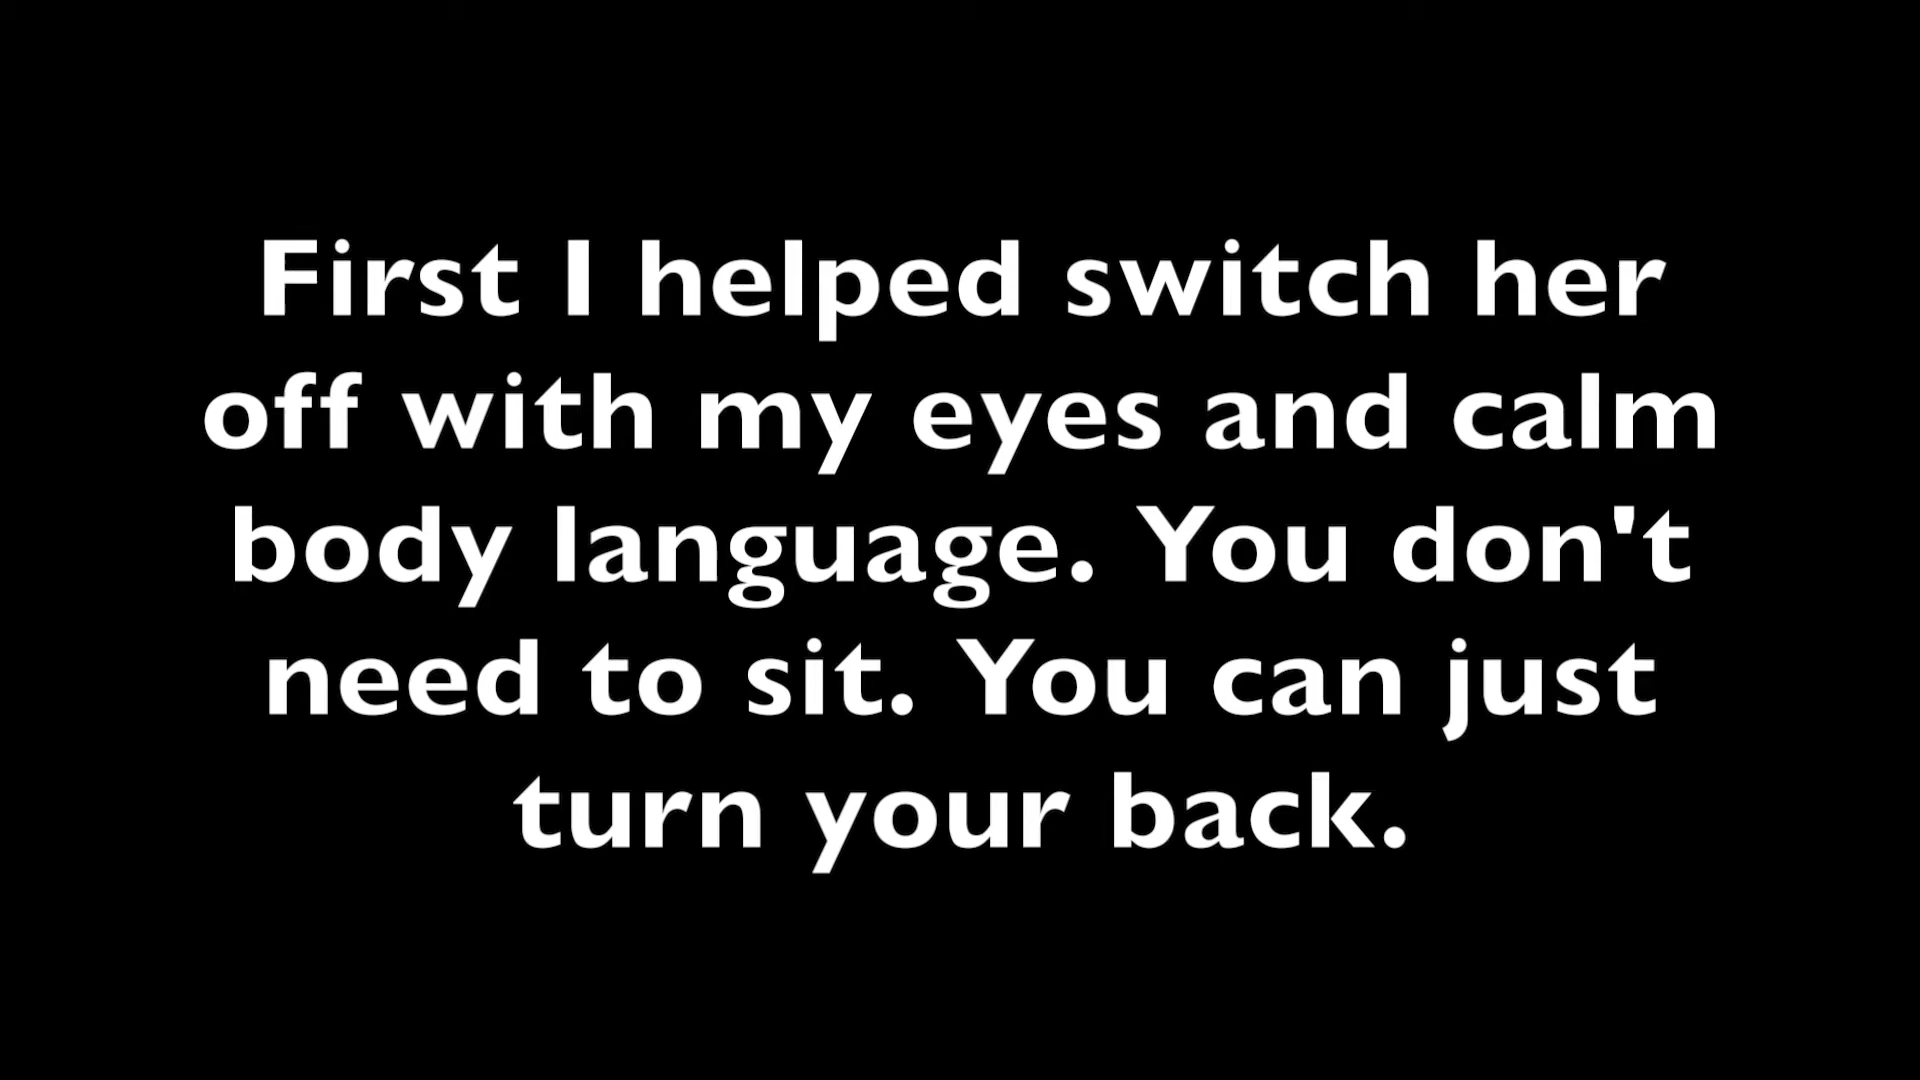 First I helped switch her
off with my eyes and calm
body language. You don't
need to sit. You can just
turn your back.